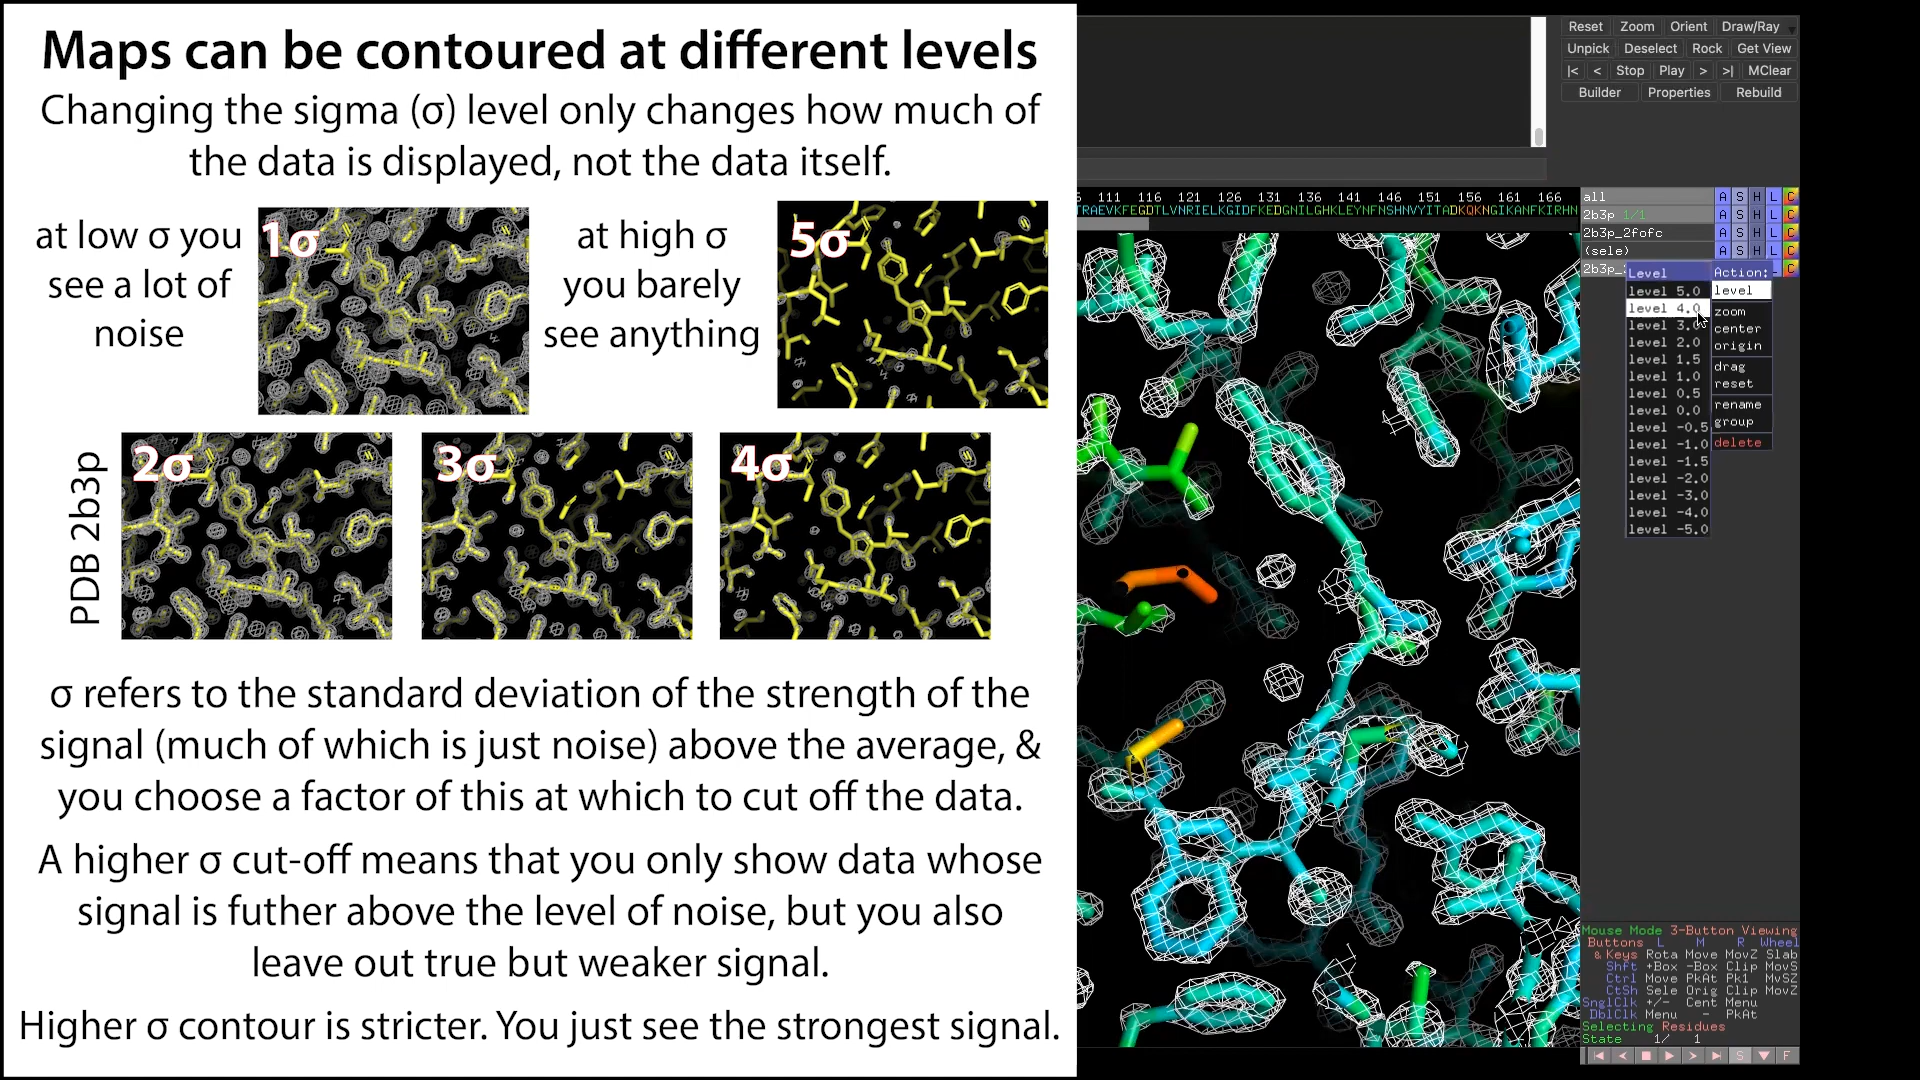 Maps can be contoured at different levels
Changing the sigma (σ) level only changes how much of
the data is displayed, not the data itself.
at low σ you
see a lot of
noise
1σ
at high σ
you barely
see anything
5σ
PDB 2b3p
2σ
3σ
4σ
σ refers to the standard deviation of the strength of the
signal (much of which is just noise) above the average, &
you choose a factor of this at which to cut off the data.
A higher σ cut-off means that you only show data whose
signal is futher above the level of noise, but you also
leave out true but weaker signal.
Higher σ contour is stricter. You just see the strongest signal.
Reset Zoom Orient Draw/Ray
Unpick Deselect Rock Get View
|< < Stop Play > >| MClear
Builder Properties Rebuild
111 116 121 126 131 136 141 146 151 156 161 166
TRAEVKFEGDTLVNRIELKGIDFKEDGNILGHKLEYNFNSHNVYITADKQKNGIKANFKIRHN
all A S H L C
2b3p 1/1 A S H L C
2b3p_2fofc A S H L C
(sele) A S H L C
2b3p_ C
Level
level 5.0
level 4.0
level 3.0
level 2.0
level 1.5
level 1.0
level 0.5
level 0.0
level -0.5
level -1.0
level -1.5
level -2.0
level -3.0
level -4.0
level -5.0
Action:
level
zoom
center
origin
drag
reset
rename
group
delete
Mouse Mode 3-Button Viewing
Buttons L M R Wheel
& Keys Rota Move MovZ Slab
Shft +Box -Box Clip MovS
Ctrl Move PkAt Pk1 MvSZ
CtSh Sele Orig Clip MovZ
SnglClk +/- Cent Menu
DblClk Menu - PkAt
Selecting Residues
State 1/ 1
S F